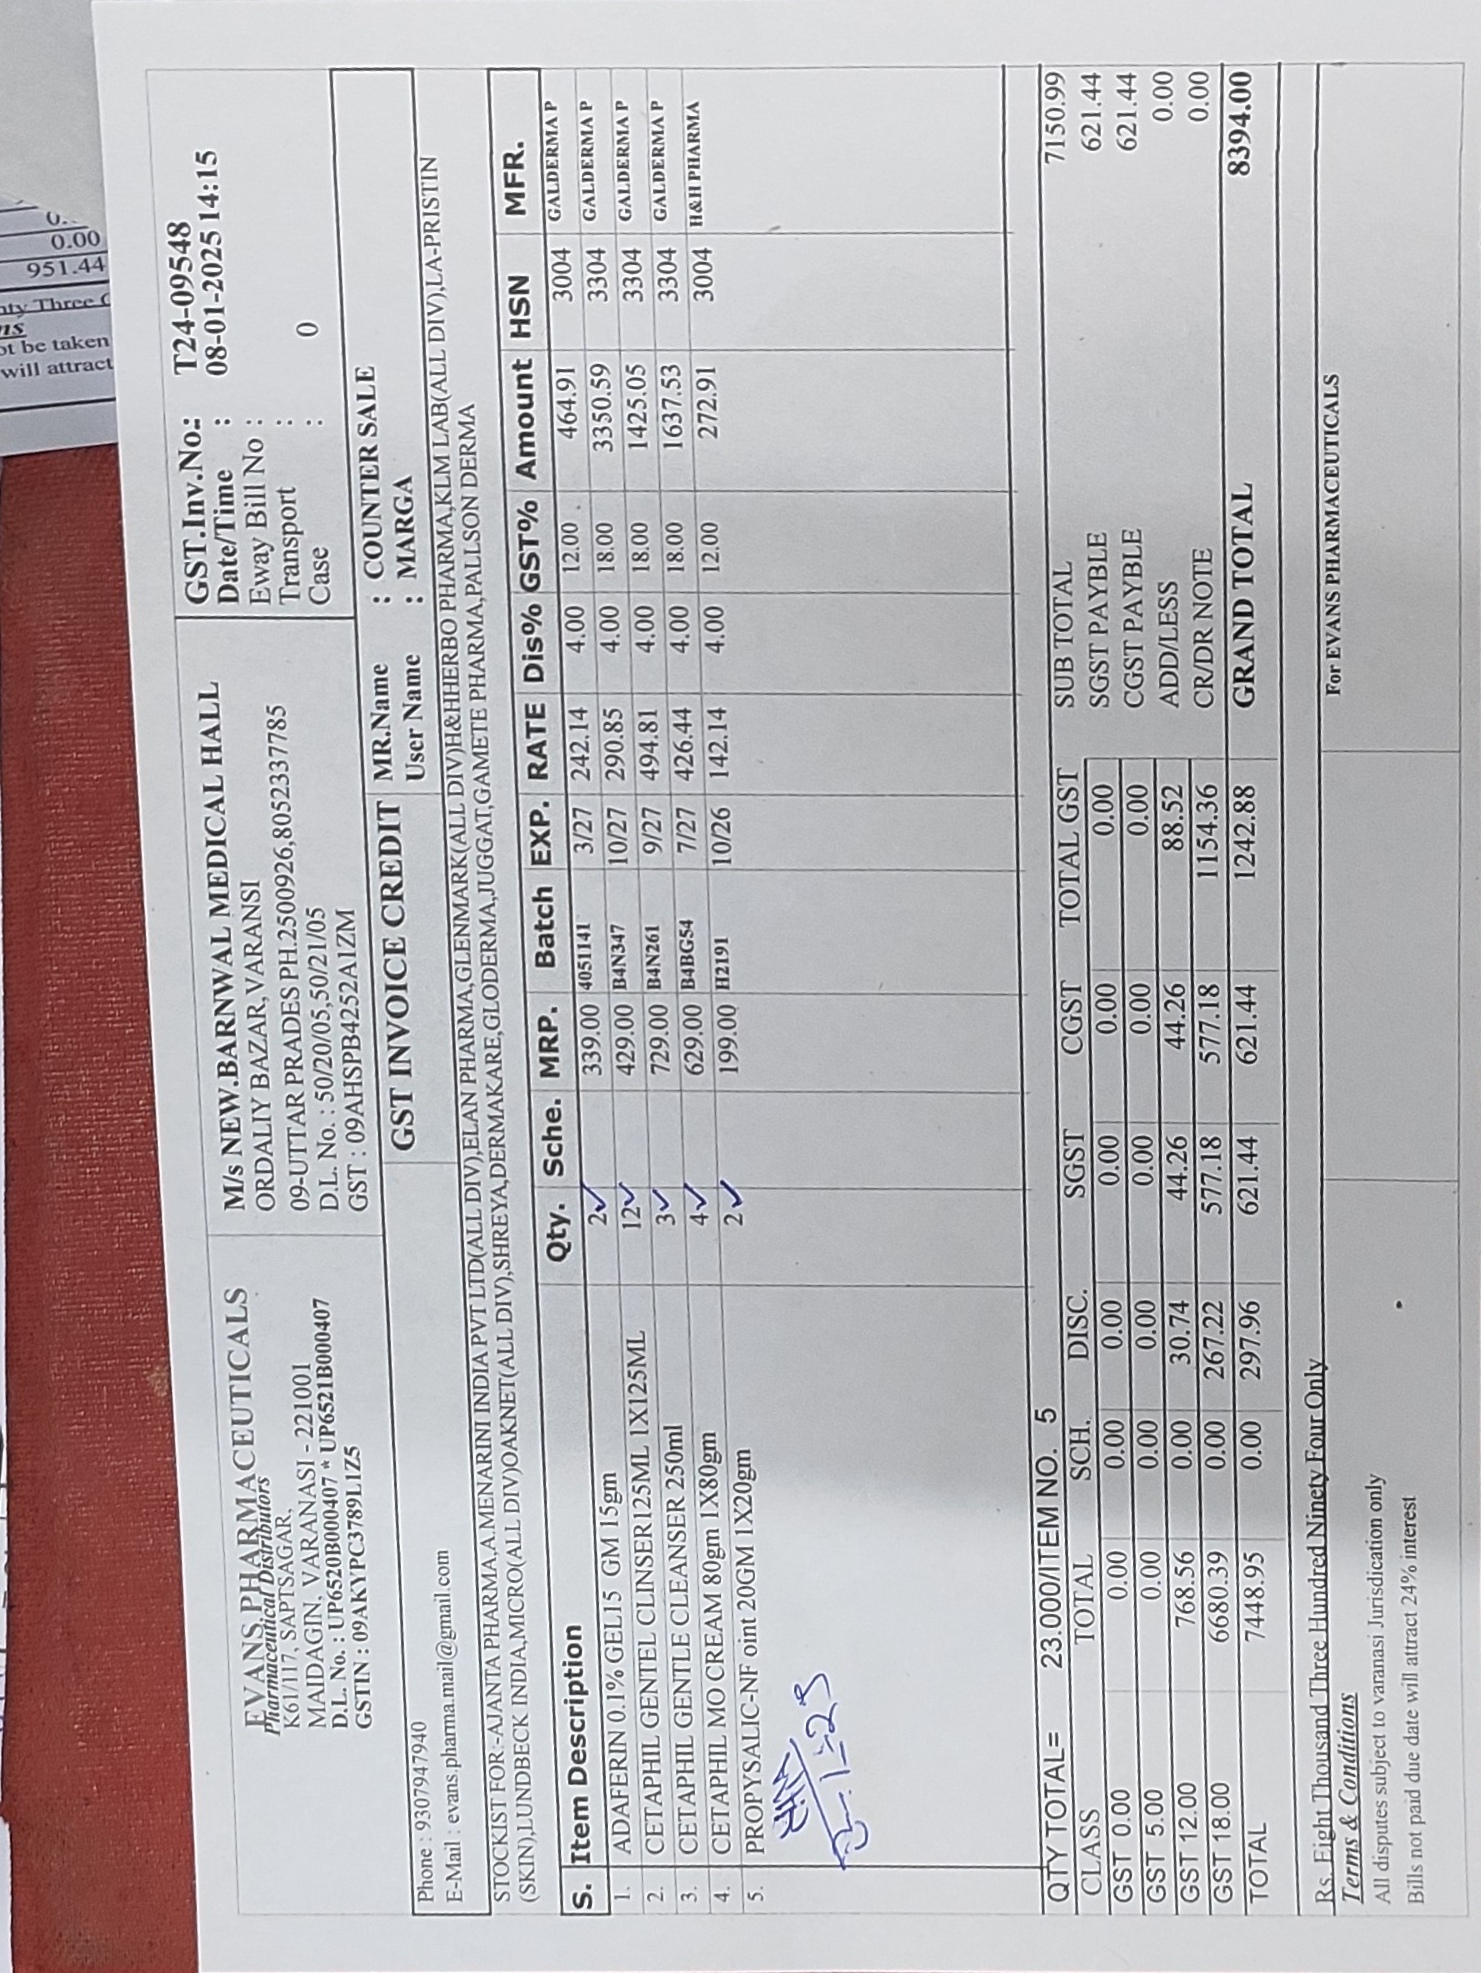 EVANS PHARMACEUTICALS
Pharmaceutical Distributors
K61/117, SAPTSAGAR,
MAIDAGIN, VARANASI - 221001
D.L. No. : UP6520B000407 * UP6521B000407
GSTIN : 09AKYPC3789L1Z5
M/s NEW.BARNWAL MEDICAL HALL
ORDALIY BAZAR,VARANSI
09-UTTAR PRADES PH.2500926,8052337785
D.L. No. : 50/20/05,50/21/05
GST : 09AHSPB4252A1ZM
GST.Inv.No.: T24-09548
Date/Time : 08-01-2025 14:15
Eway Bill No :
Transport :
Case : 0
Phone : 9307947940
E-Mail : evans.pharma.mail@gmail.com
GST INVOICE CREDIT
MR.Name : COUNTER SALE
User Name : MARGA
STOCKIST FOR:-AJANTA PHARMA,A.MENARINI INDIA PVT LTD(ALL DIV),ELAN PHARMA,GLENMARK(ALL DIV)H&HHERBO PHARMA,KLM LAB(ALL DIV),LA-PRISTIN
(SKIN),LUNDBECK INDIA,MICRO(ALL DIV)OAKNET(ALL DIV),SHREYA,DERMAKARE,GLODERMA,JUGGAT,GAMETE PHARMA,PALLSON DERMA
S. Item Description Qty. Sche. MRP. Batch EXP. RATE Dis% GST% Amount HSN MFR.
1. ADAFERIN 0.1% GEL15 GM 15gm 2 339.00 4051141 3/27 242.14 4.00 12.00 464.91 3004 GALDERMA P
2. CETAPHIL GENTEL CLINSER125ML 1X125ML 12 429.00 B4N347 10/27 290.85 4.00 18.00 3350.59 3304 GALDERMA P
3. CETAPHIL GENTLE CLEANSER 250ml 3 729.00 B4N261 9/27 494.81 4.00 18.00 1425.05 3304 GALDERMA P
4. CETAPHIL MO CREAM 80gm 1X80gm 4 629.00 B4BG54 7/27 426.44 4.00 18.00 1637.53 3304 GALDERMA P
5. PROPYSALIC-NF oint 20GM 1X20gm 2 199.00 H2191 10/26 142.14 4.00 12.00 272.91 3004 H&H PHARMA
QTY TOTAL= 23.000/ITEM NO. 5
CLASS TOTAL SCH. DISC. SGST CGST TOTAL GST
GST 0.00 0.00 0.00 0.00 0.00 0.00 0.00
GST 5.00 0.00 0.00 0.00 0.00 0.00 0.00
GST 12.00 768.56 0.00 30.74 44.26 44.26 88.52
GST 18.00 6680.39 0.00 267.22 577.18 577.18 1154.36
TOTAL 7448.95 0.00 297.96 621.44 621.44 1242.88
SUB TOTAL 7150.99
SGST PAYBLE 621.44
CGST PAYBLE 621.44
ADD/LESS 0.00
CR/DR NOTE 0.00
GRAND TOTAL 8394.00
Rs. Eight Thousand Three Hundred Ninety Four Only
Terms & Conditions
All disputes subject to varanasi Jurisdication only
Bills not paid due date will attract 24% interest
For EVANS PHARMACEUTICALS
0.00
951.44
Three
be taken
will attract